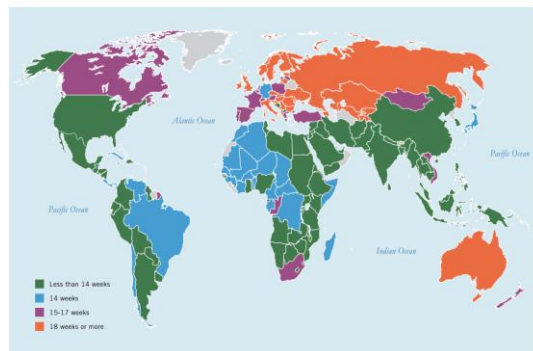 Atlantic Ocean
Pacific Ocean
Pacific Ocean
Indian Ocean
Less than 14 weeks
14 weeks
15-17 weeks
18 weeks or more